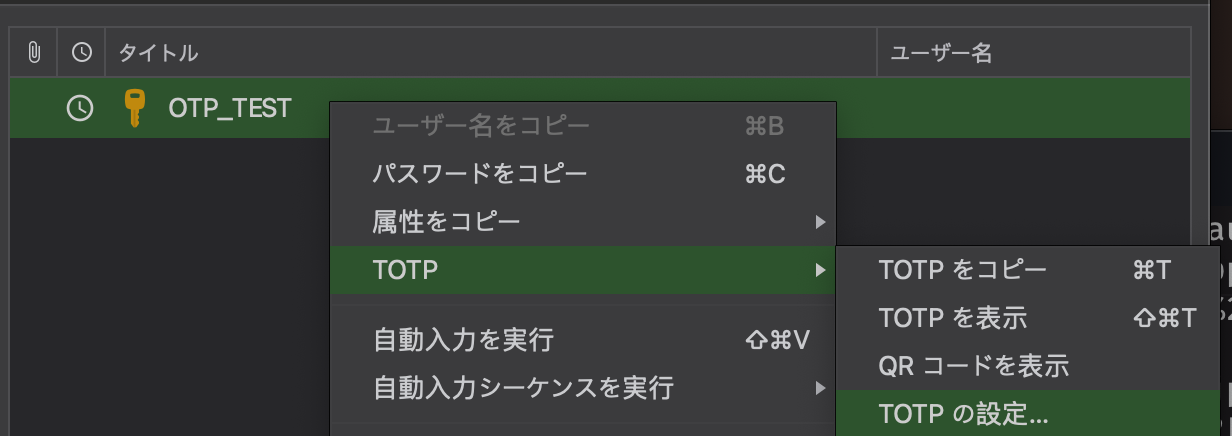 タイトル ユーザー名
OTP_TEST
ユーザー名をコピー ⌘B
パスワードをコピー ⌘C
属性をコピー
TOTP
自動入力を実行 ⇧⌘V
自動入力シーケンスを実行
TOTP をコピー ⌘T
TOTP を表示 ⇧⌘T
QR コードを表示
TOTP の設定...